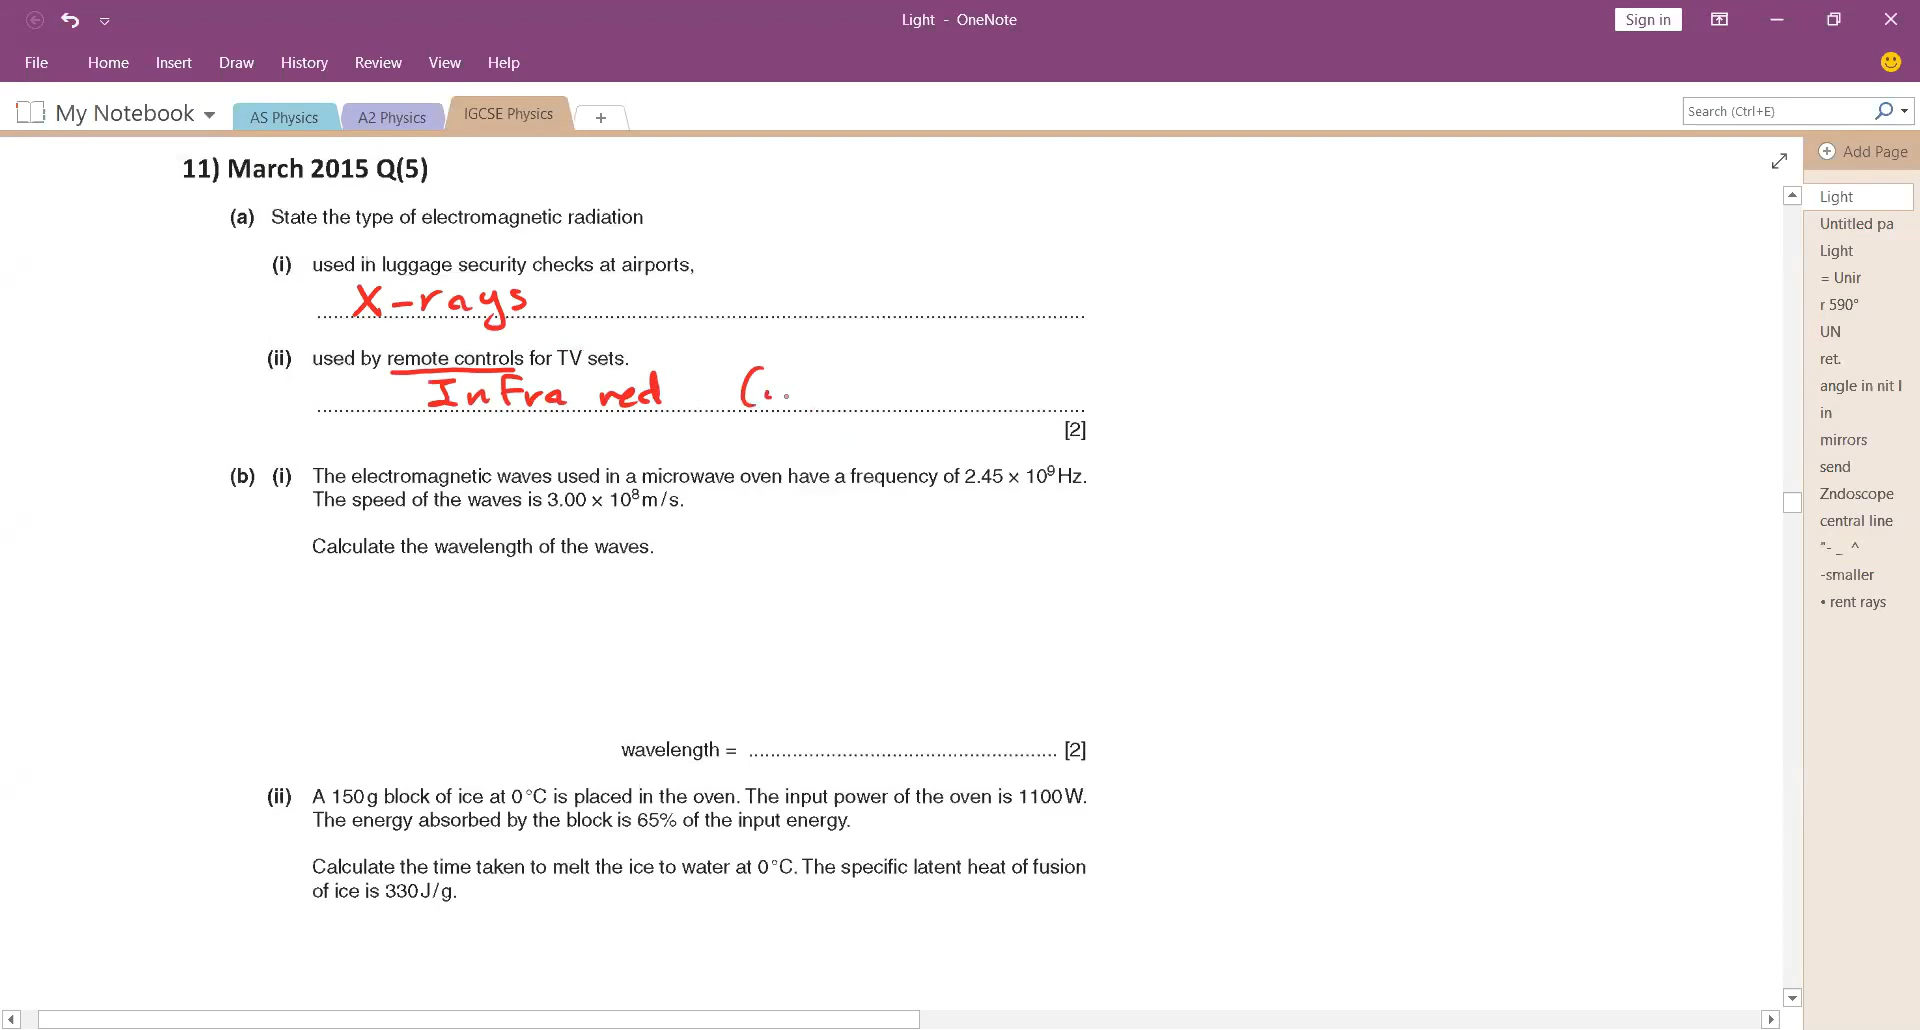 Light - OneNote
Sign in
File Home Insert Draw History Review View Help
My Notebook AS Physics A2 Physics IGCSE Physics +
Search (Ctrl+E)
Add Page
11) March 2015 Q(5)
(a) State the type of electromagnetic radiation
(i) used in luggage security checks at airports,
X-rays
(ii) used by remote controls for TV sets.
InFra red (i.
[2]
(b) (i) The electromagnetic waves used in a microwave oven have a frequency of 2.45 × 10⁹ Hz.
The speed of the waves is 3.00 × 10⁸ m/s.
Calculate the wavelength of the waves.
wavelength = .................................................... [2]
(ii) A 150 g block of ice at 0 °C is placed in the oven. The input power of the oven is 1100 W.
The energy absorbed by the block is 65% of the input energy.
Calculate the time taken to melt the ice to water at 0 °C. The specific latent heat of fusion
of ice is 330 J/g.
Light
Untitled pa
Light
= Unir
r 590°
UN
ret.
angle in nit I
in
mirrors
send
Zndoscope
central line
"- _ ^
-smaller
• rent rays